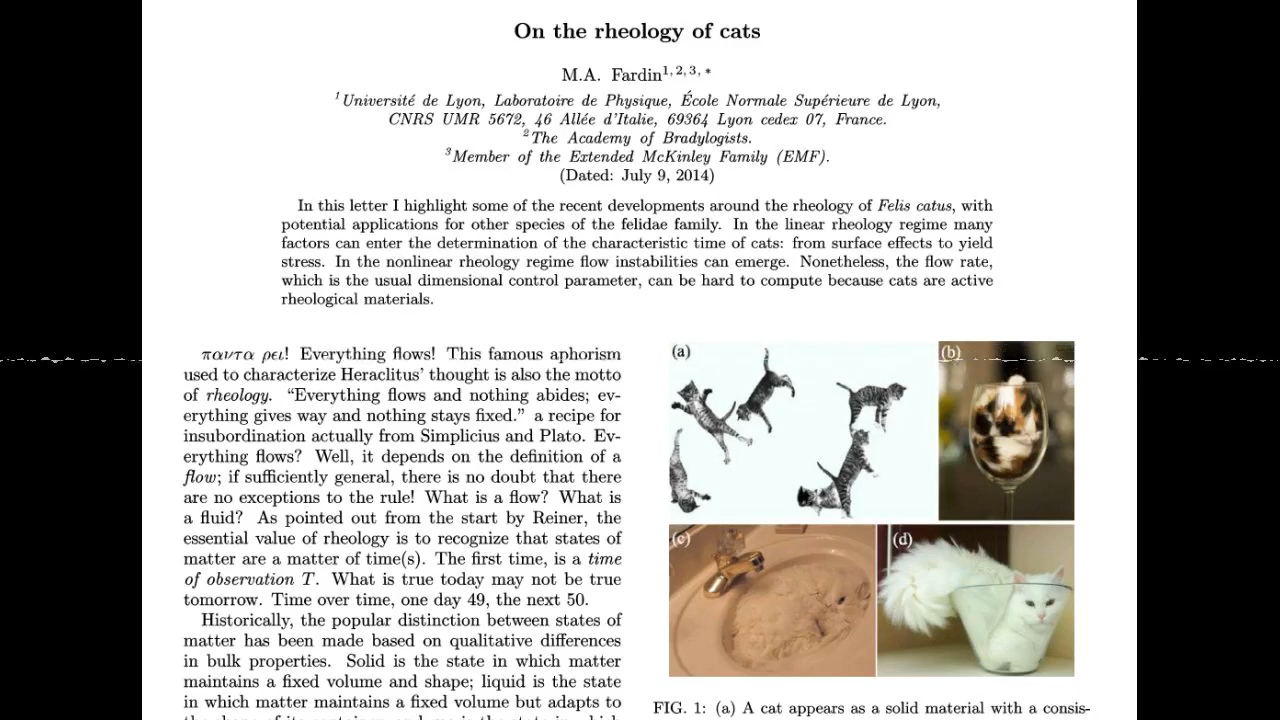 On the rheology of cats
M.A. Fardin1, 2, 3, *
1Université de Lyon, Laboratoire de Physique, École Normale Supérieure de Lyon,
CNRS UMR 5672, 46 Allée d'Italie, 69364 Lyon cedex 07, France.
2The Academy of Bradylogists.
3Member of the Extended McKinley Family (EMF).
(Dated: July 9, 2014)
In this letter I highlight some of the recent developments around the rheology of Felis catus, with
potential applications for other species of the felidae family. In the linear rheology regime many
factors can enter the determination of the characteristic time of cats: from surface effects to yield
stress. In the nonlinear rheology regime flow instabilities can emerge. Nonetheless, the flow rate,
which is the usual dimensional control parameter, can be hard to compute because cats are active
rheological materials.
παντα ρει! Everything flows! This famous aphorism
used to characterize Heraclitus' thought is also the motto
of rheology. "Everything flows and nothing abides; ev-
erything gives way and nothing stays fixed." a recipe for
insubordination actually from Simplicius and Plato. Ev-
erything flows? Well, it depends on the definition of a
flow; if sufficiently general, there is no doubt that there
are no exceptions to the rule! What is a flow? What is
a fluid? As pointed out from the start by Reiner, the
essential value of rheology is to recognize that states of
matter are a matter of time(s). The first time, is a time
of observation T. What is true today may not be true
tomorrow. Time over time, one day 49, the next 50.
Historically, the popular distinction between states of
matter has been made based on qualitative differences
in bulk properties. Solid is the state in which matter
maintains a fixed volume and shape; liquid is the state
in which matter maintains a fixed volume but adapts to
(a)
(b)
(c)
(d)
FIG. 1: (a) A cat appears as a solid material with a consis-